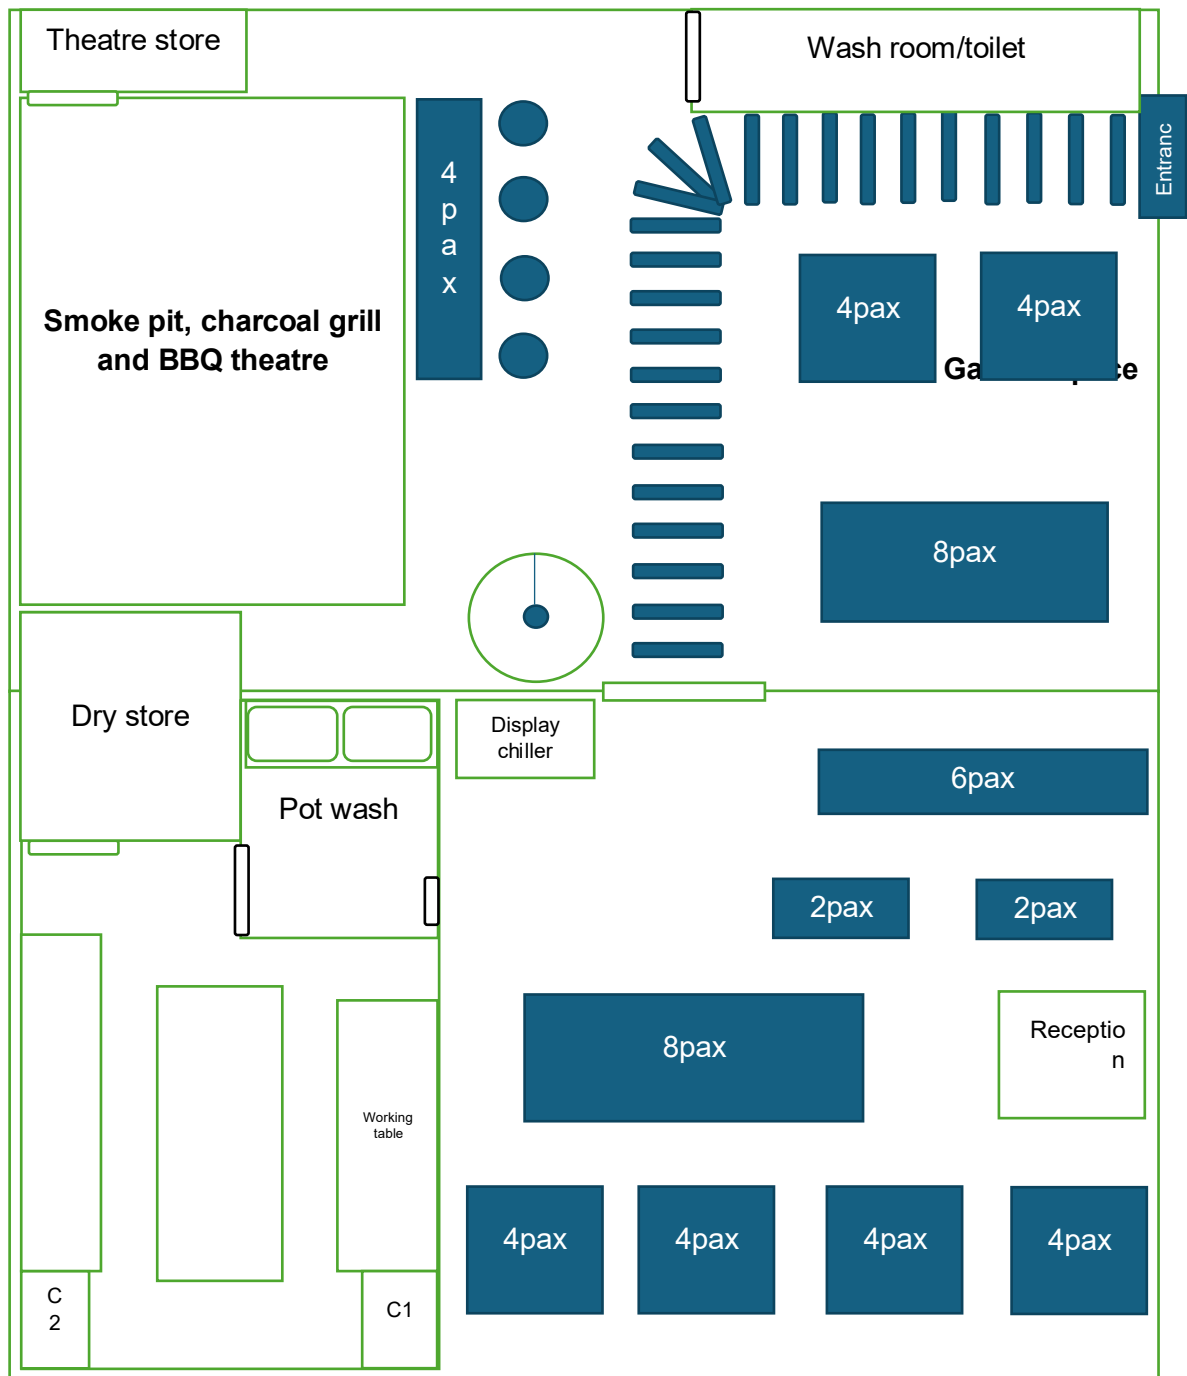 Theatre store
Wash room/toilet
Entranc
4
p
a
x
Smoke pit, charcoal grill
and BBQ theatre
4pax
4pax
8pax
Dry store
Display
chiller
Pot wash
6pax
2pax
2pax
8pax
Receptio
n
Working
table
4pax
4pax
4pax
4pax
C
2
C1